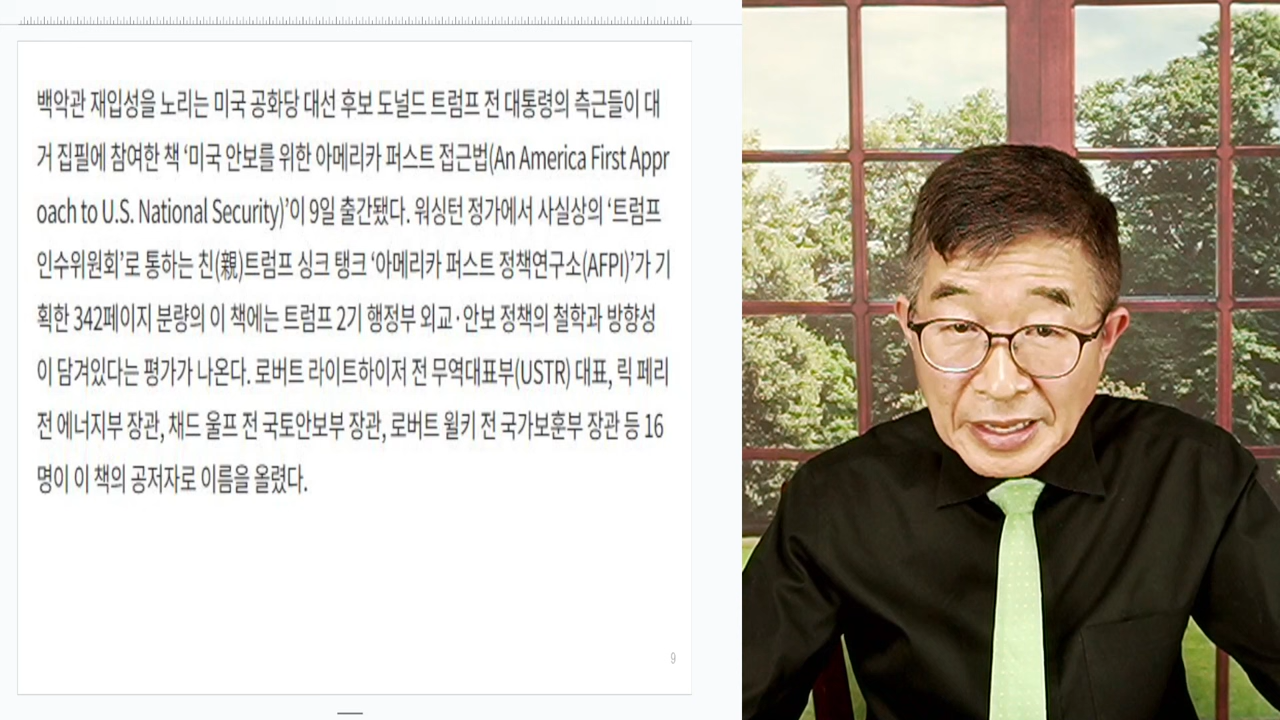 백악관 재입성을 노리는 미국 공화당 대선 후보 도널드 트럼프 전 대통령의 측근들이 대
거 집필에 참여한 책 ‘미국 안보를 위한 아메리카 퍼스트 접근법(An America First Appr
oach to U.S. National Security)’이 9일 출간됐다. 워싱턴 정가에서 사실상의 ‘트럼프
인수위원회’로 통하는 친(親)트럼프 싱크 탱크 ‘아메리카 퍼스트 정책연구소(AFPI)’가 기
획한 342페이지 분량의 이 책에는 트럼프 2기 행정부 외교·안보 정책의 철학과 방향성
이 담겨있다는 평가가 나온다. 로버트 라이트하이저 전 무역대표부(USTR) 대표, 릭 페리
전 에너지부 장관, 채드 울프 전 국토안보부 장관, 로버트 윌키 전 국가보훈부 장관 등 16
명이 이 책의 공저자로 이름을 올렸다.
9